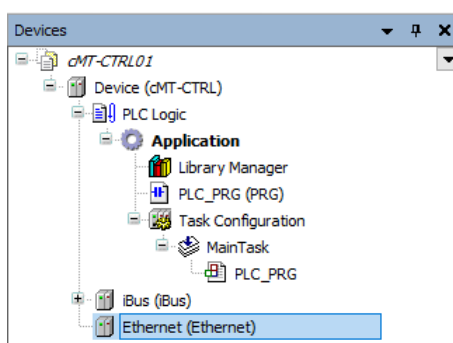 Devices
cMT-CTRL01
Device (cMT-CTRL)
PLC Logic
Application
Library Manager
PLC_PRG (PRG)
Task Configuration
MainTask
PLC_PRG
iBus (iBus)
Ethernet (Ethernet)